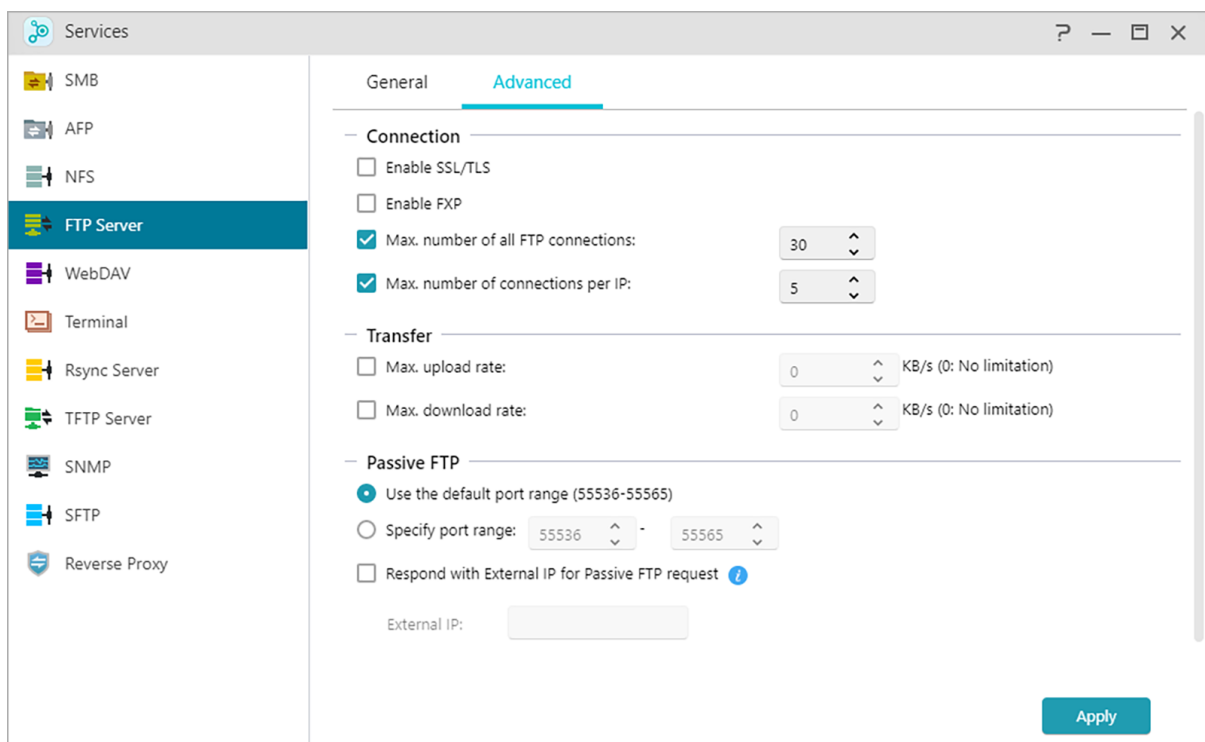 Services
SMB
AFP
NFS
FTP Server
WebDAV
Terminal
Rsync Server
TFTP Server
SNMP
SFTP
Reverse Proxy
General Advanced
Connection
Enable SSL/TLS
Enable FXP
Max. number of all FTP connections: 30
Max. number of connections per IP: 5
Transfer
Max. upload rate: 0 KB/s (0: No limitation)
Max. download rate: 0 KB/s (0: No limitation)
Passive FTP
Use the default port range (55536-55565)
Specify port range: 55536 - 55565
Respond with External IP for Passive FTP request i
External IP:
Apply